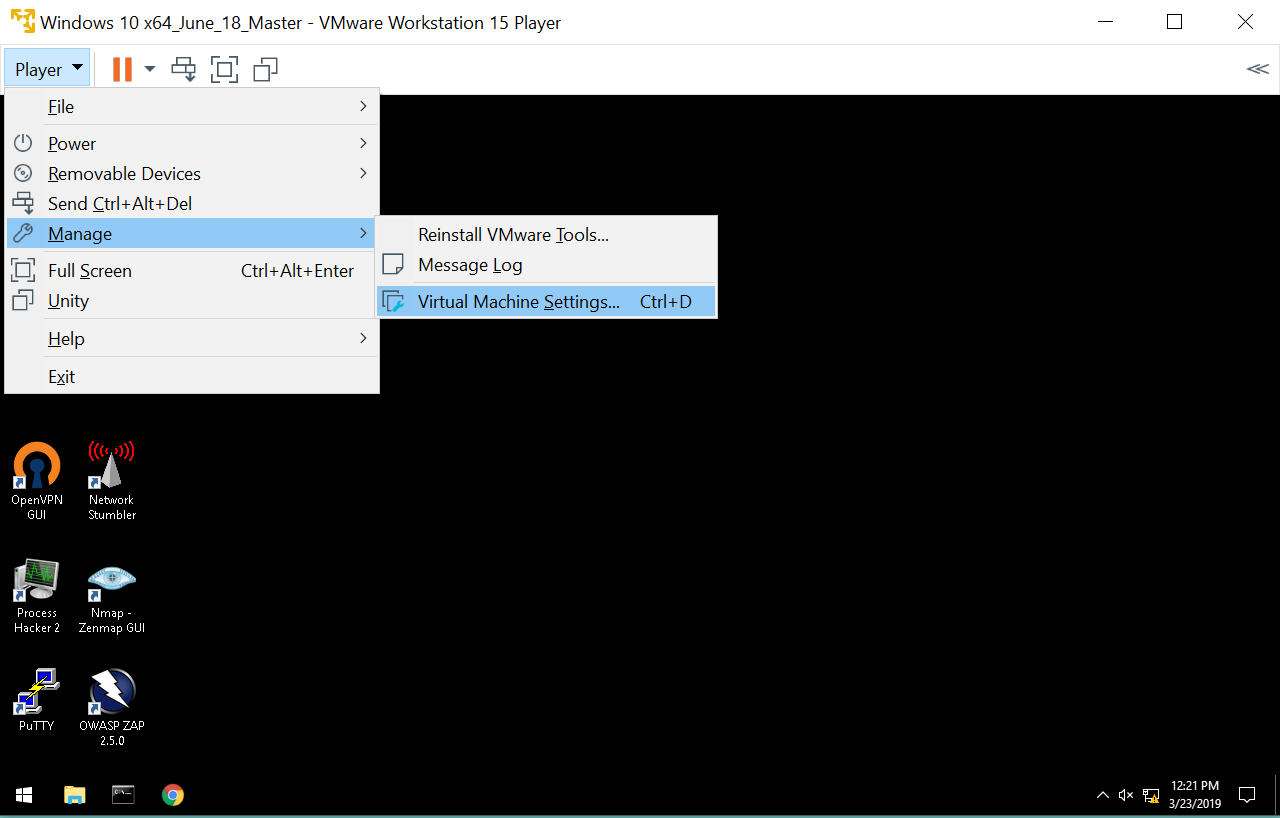 Windows 10 x64_June_18_Master - VMware Workstation 15 Player
Player
File
Power
Removable Devices
Send Ctrl+Alt+Del
Manage
Reinstall VMware Tools...
Message Log
Full Screen Ctrl+Alt+Enter
Virtual Machine Settings... Ctrl+D
Unity
Help
Exit
OpenVPN
GUI
Network
Stumbler
Process
Hacker 2
Nmap -
Zenmap GUI
PuTTY
OWASP ZAP
2.5.0
12:21 PM
3/23/2019